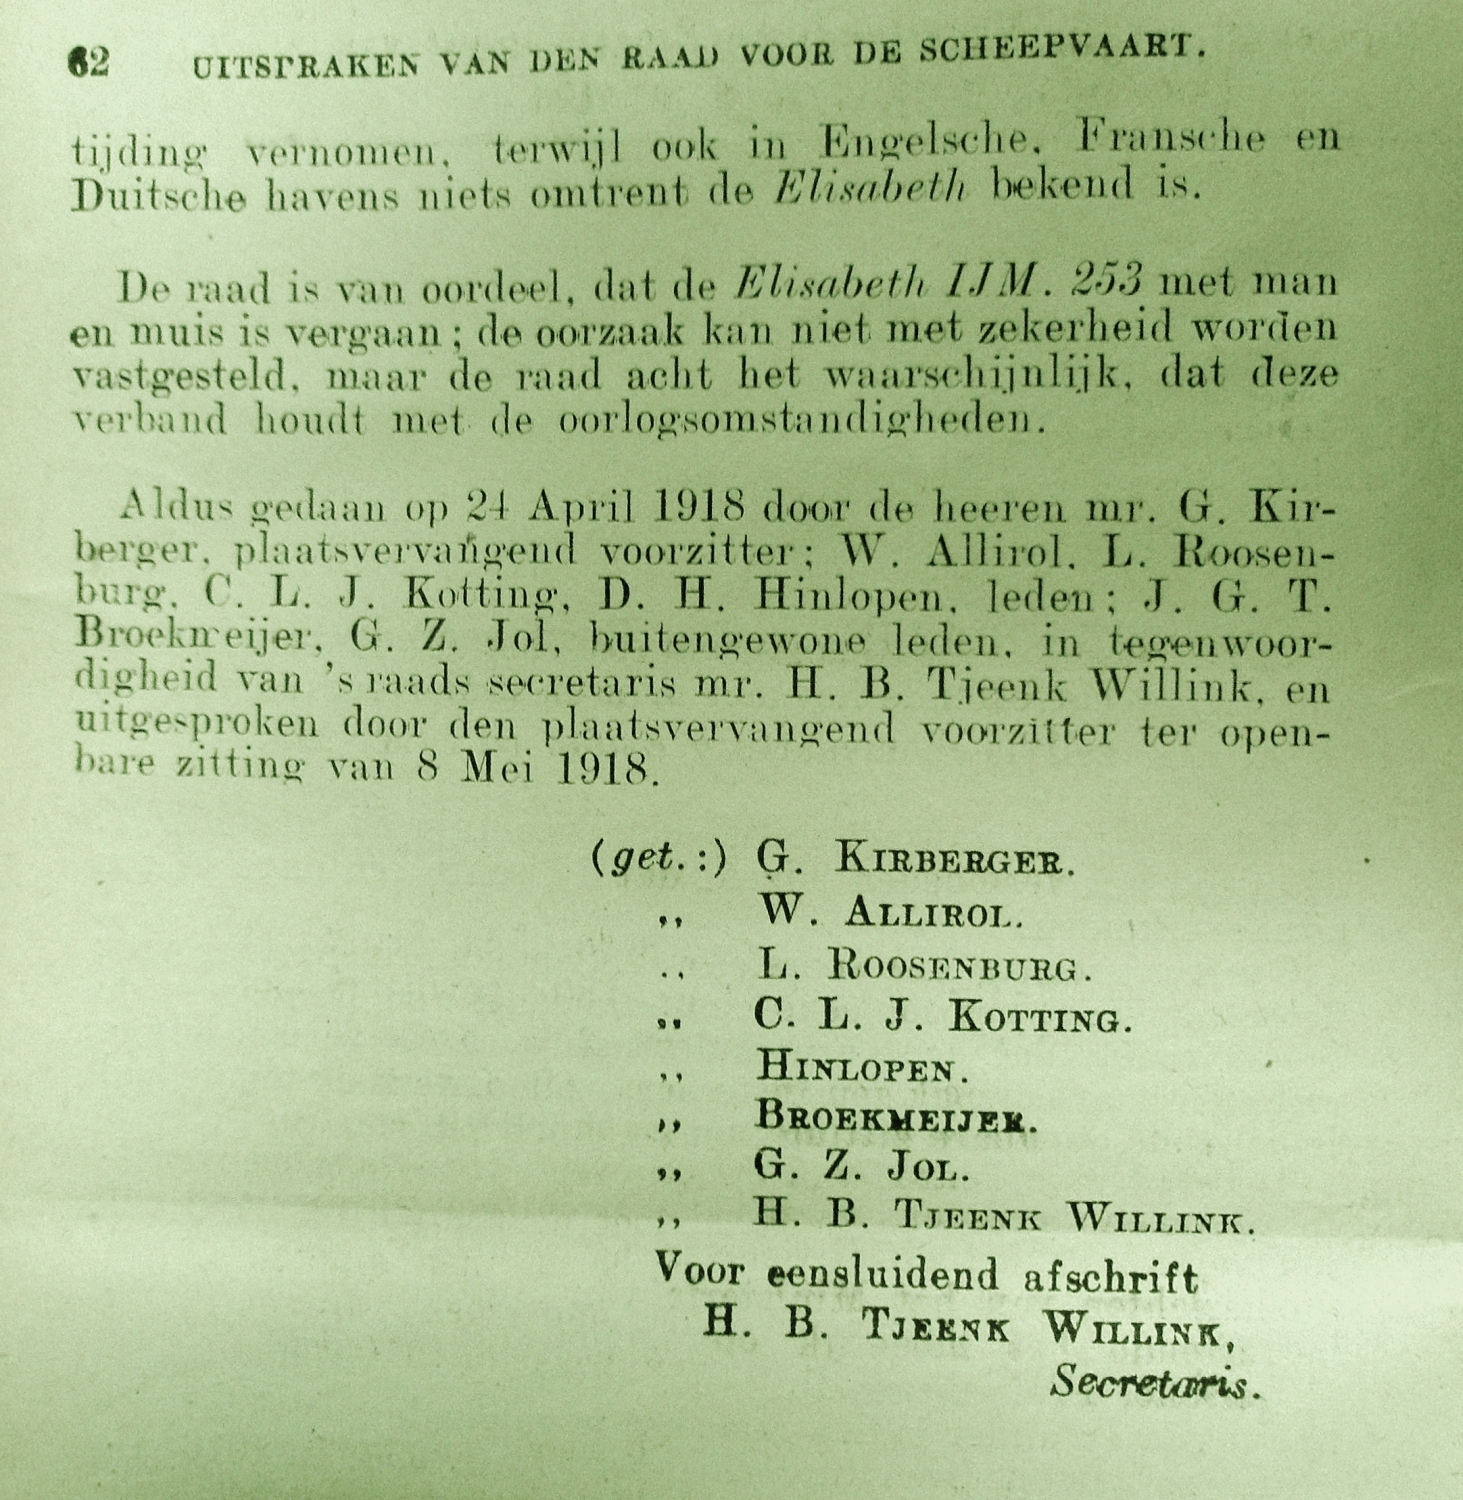 62 UITSPRAKEN VAN DEN RAAD VOOR DE SCHEEPVAART.
tijding vernomen, terwijl ook in Engelsche, Fransche en
Duitsche havens niets omtrent de Elisabeth bekend is.
De raad is van oordeel, dat de Elisabeth IJM. 253 met man
en muis is vergaan; de oorzaak kan niet met zekerheid worden
vastgesteld, maar de raad acht het waarschijnlijk, dat deze
verband houdt met de oorlogsomstandigheden.
Aldus gedaan op 24 April 1918 door de heeren mr. G. Kir-
berger, plaatsvervangend voorzitter; W. Allirol, L. Roosen-
burg, C. L. J. Kotting, D. H. Hinlopen, leden; J. G. T.
Broekmeijer, G. Z. Jol, buitengewone leden, in tegenwoor-
digheid van 's raads secretaris mr. H. B. Tjeenk Willink, en
uitgesproken door den plaatsvervangend voorzitter ter open-
bare zitting van 8 Mei 1918.
(get.:) G. KIRBERGER.
,, W. ALLIROL.
,, L. ROOSENBURG.
,, C. L. J. KOTTING.
,, HINLOPEN.
,, BROEKMEIJER.
,, G. Z. JOL.
,, H. B. TJEENK WILLINK.
Voor eensluidend afschrift
H. B. TJEENK WILLINK,
Secretaris.